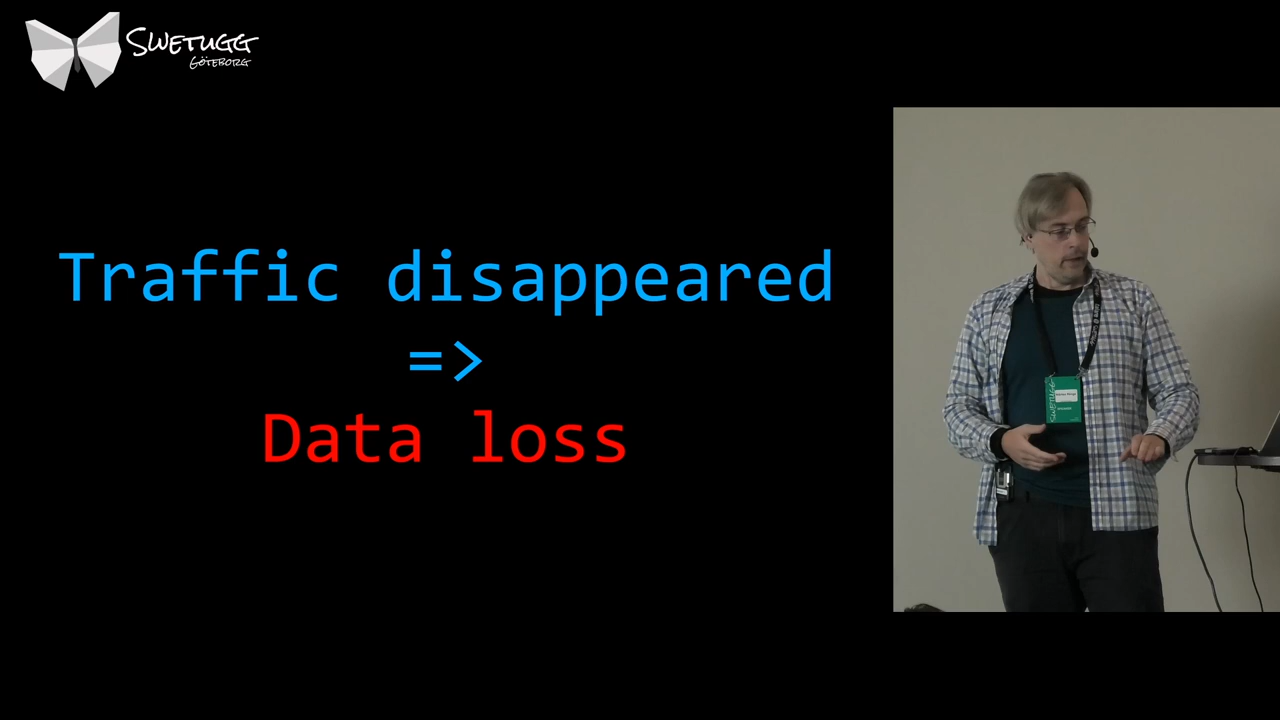 SWETUGG
GÖTEBORG
Traffic disappeared
=>
Data loss